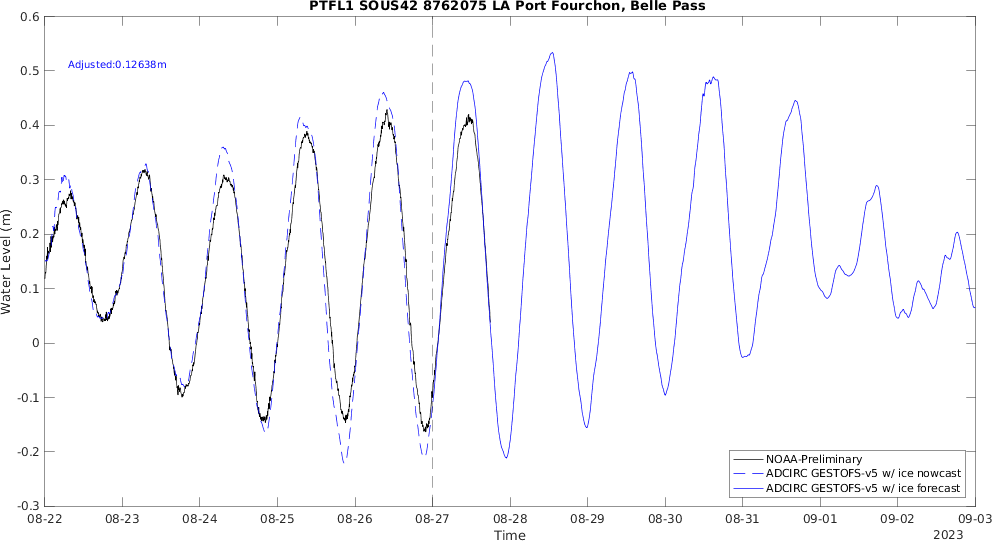 PTFL1 SOUS42 8762075 LA Port Fourchon, Belle Pass
0.6
0.5
0.4
0.3
0.2
0.1
0
-0.1
-0.2
-0.3
Water Level (m)
Adjusted:0.12638m
NOAA-Preliminary
ADCIRC GESTOFS-v5 w/ ice nowcast
ADCIRC GESTOFS-v5 w/ ice forecast
08-22 08-23 08-24 08-25 08-26 08-27 08-28 08-29 08-30 08-31 09-01 09-02 09-03
Time
2023